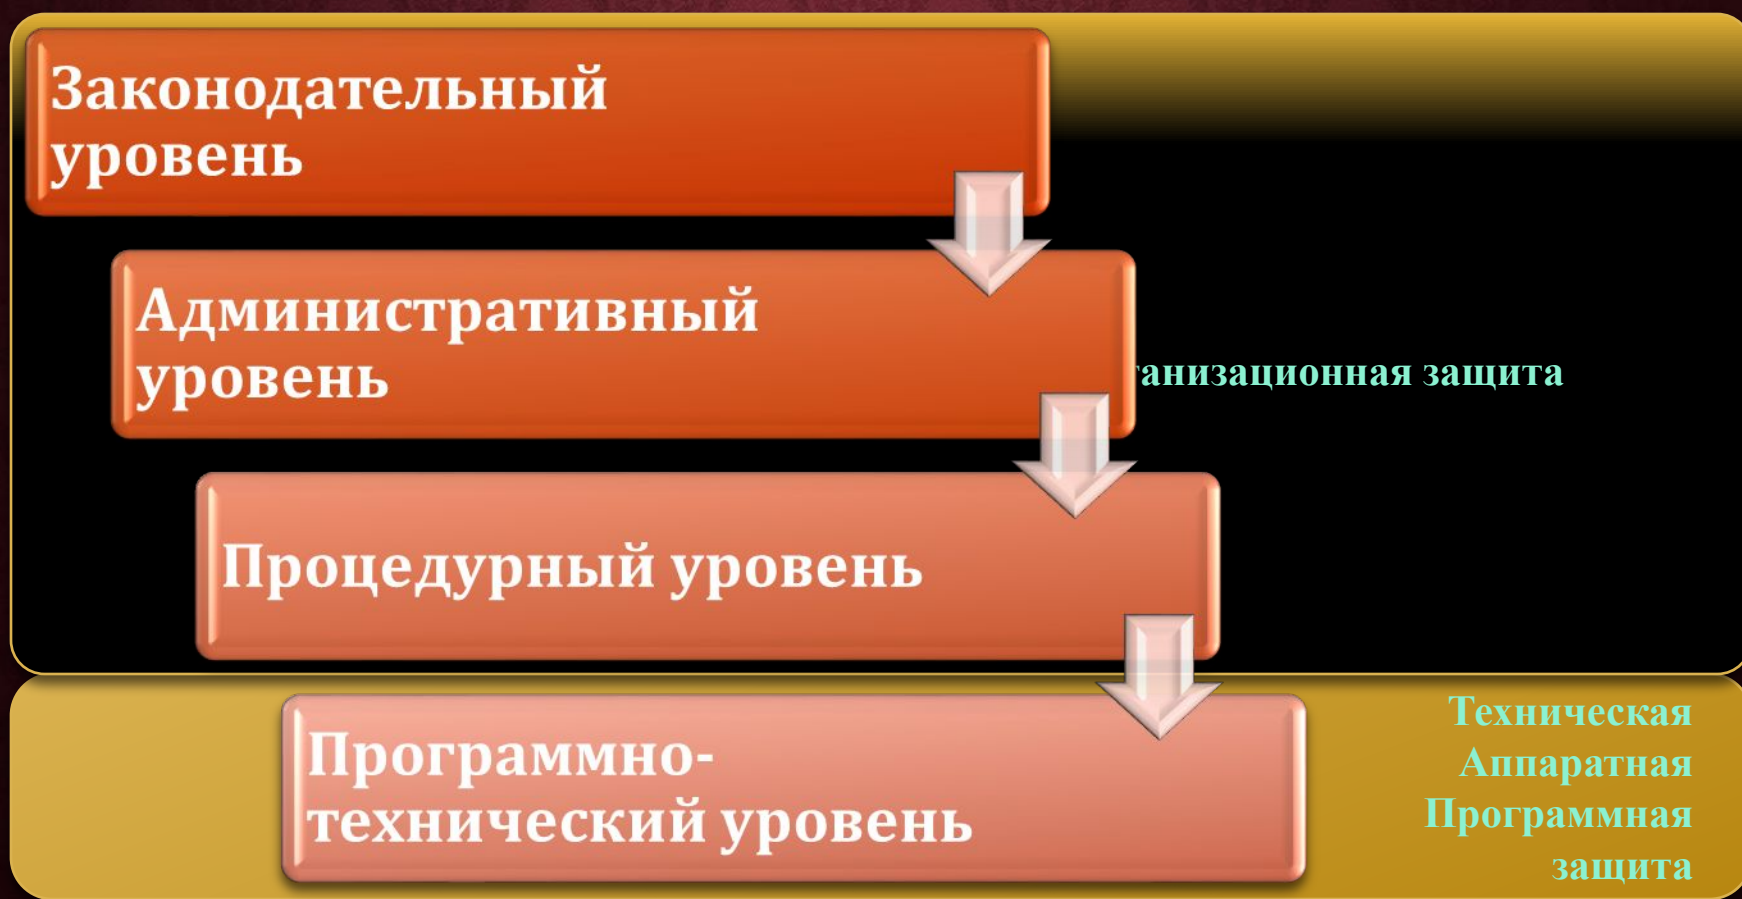 Законодательный
уровень
Административный
уровень
ганизационная защита
Процедурный уровень
Программно-
технический уровень
Техническая
Аппаратная
Программная
защита